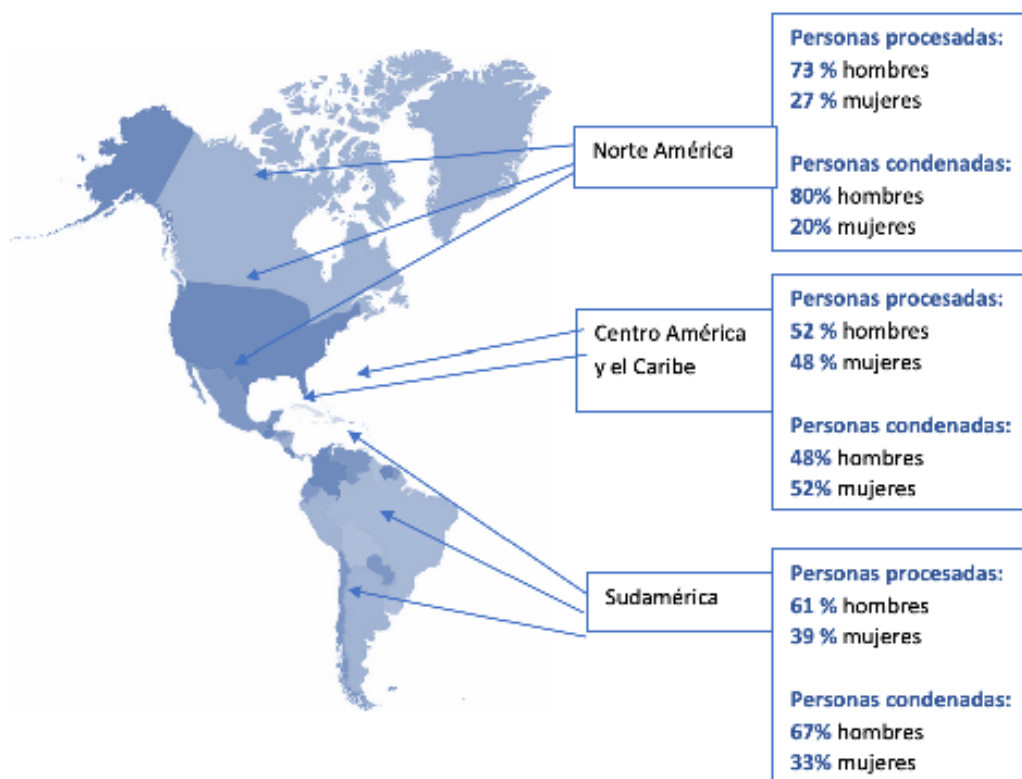 Norte América
Personas procesadas:
73 % hombres
27 % mujeres
Personas condenadas:
80% hombres
20% mujeres
Centro América
y el Caribe
Personas procesadas:
52 % hombres
48 % mujeres
Personas condenadas:
48% hombres
52% mujeres
Sudamérica
Personas procesadas:
61 % hombres
39 % mujeres
Personas condenadas:
67% hombres
33% mujeres